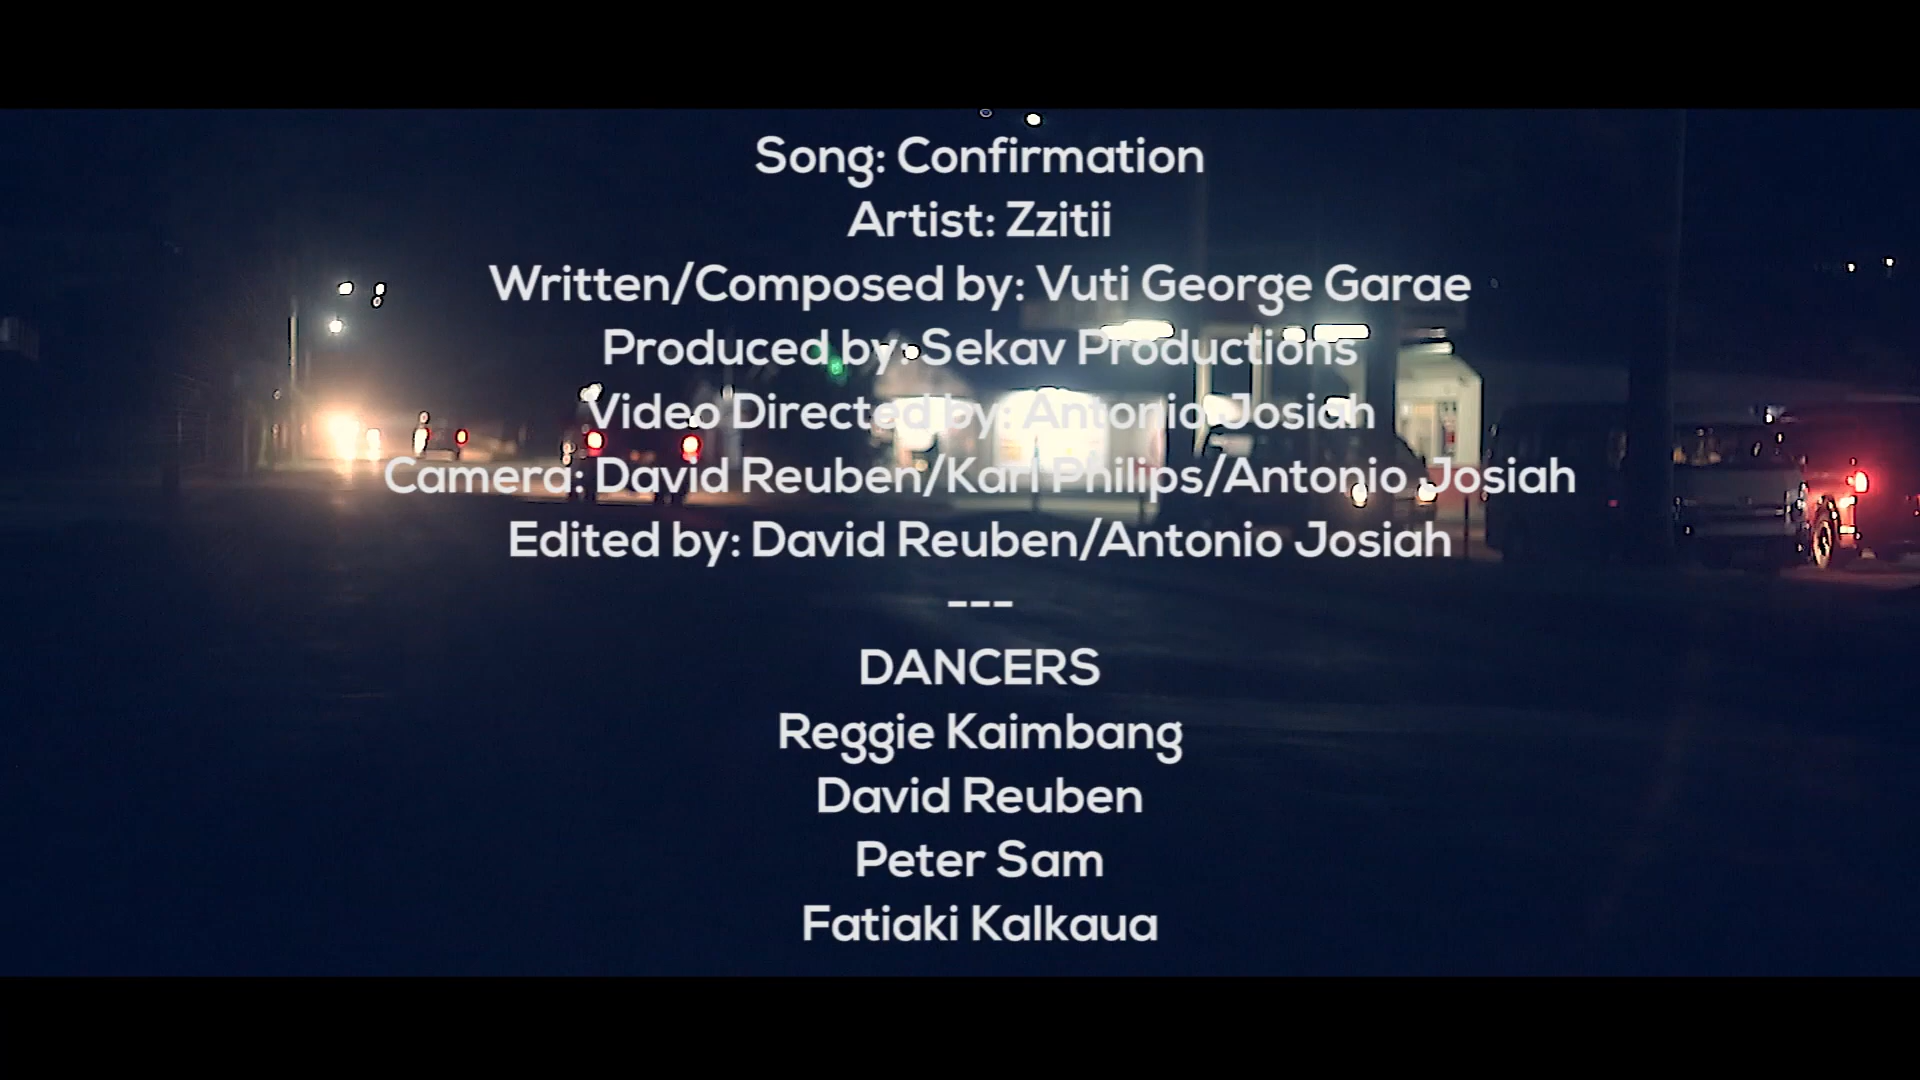 Song: Confirmation
Artist: Zzitii
Written/Composed by: Vuti George Garae
Produced by: Sekav Productions
Video Directed by: Antonio Josiah
Camera: David Reuben/Karl Philips/Antonio Josiah
Edited by: David Reuben/Antonio Josiah
---
DANCERS
Reggie Kaimbang
David Reuben
Peter Sam
Fatiaki Kalkaua